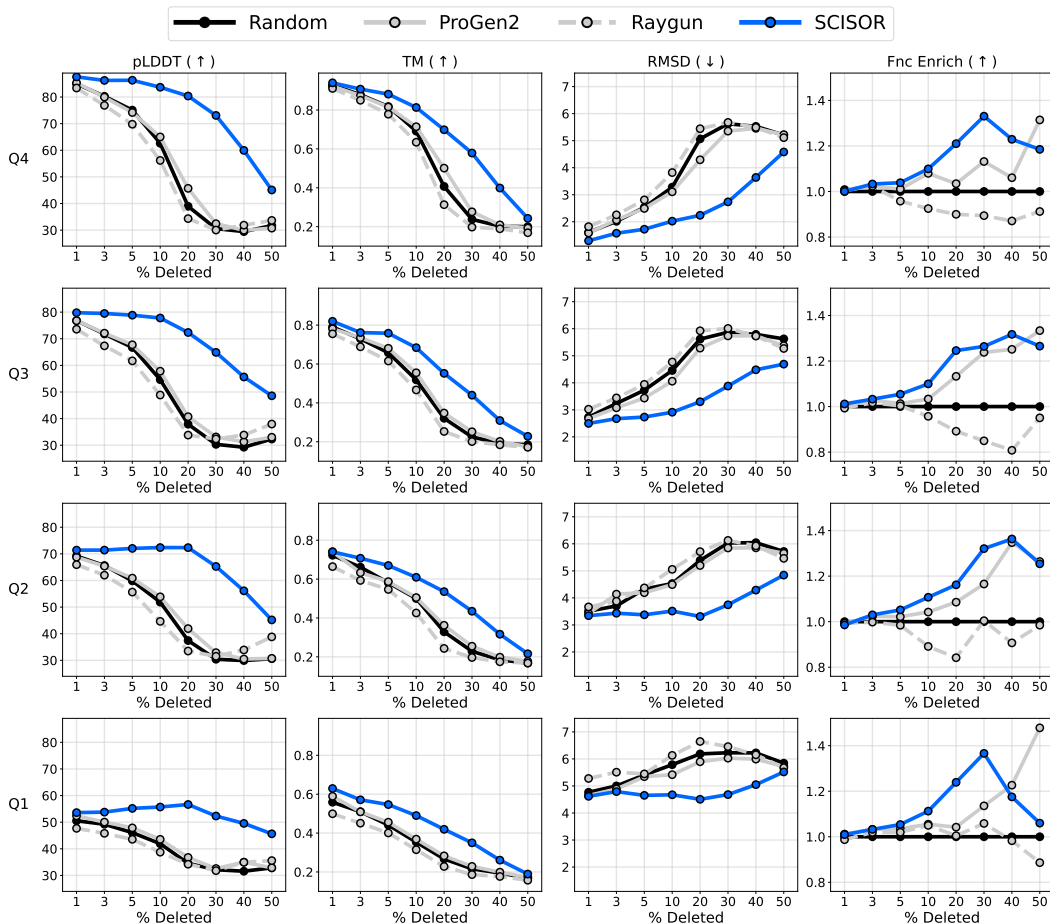 Random ProGen2 Raygun SCISOR
pLDDT (↑) TM (↑) RMSD (↓) Fnc Enrich (↑)
Q4
80 70 60 50 40 30
0.8 0.6 0.4 0.2
7 6 5 4 3 2
1.4 1.2 1.0 0.8
1 3 5 10 20 30 40 50 1 3 5 10 20 30 40 50 1 3 5 10 20 30 40 50 1 3 5 10 20 30 40 50
% Deleted % Deleted % Deleted % Deleted
Q3
80 70 60 50 40 30
0.8 0.6 0.4 0.2
7 6 5 4 3 2
1.4 1.2 1.0 0.8
1 3 5 10 20 30 40 50 1 3 5 10 20 30 40 50 1 3 5 10 20 30 40 50 1 3 5 10 20 30 40 50
% Deleted % Deleted % Deleted % Deleted
Q2
80 70 60 50 40 30
0.8 0.6 0.4 0.2
7 6 5 4 3 2
1.4 1.2 1.0 0.8
1 3 5 10 20 30 40 50 1 3 5 10 20 30 40 50 1 3 5 10 20 30 40 50 1 3 5 10 20 30 40 50
% Deleted % Deleted % Deleted % Deleted
Q1
80 70 60 50 40 30
0.8 0.6 0.4 0.2
7 6 5 4 3 2
1.4 1.2 1.0 0.8
1 3 5 10 20 30 40 50 1 3 5 10 20 30 40 50 1 3 5 10 20 30 40 50 1 3 5 10 20 30 40 50
% Deleted % Deleted % Deleted % Deleted